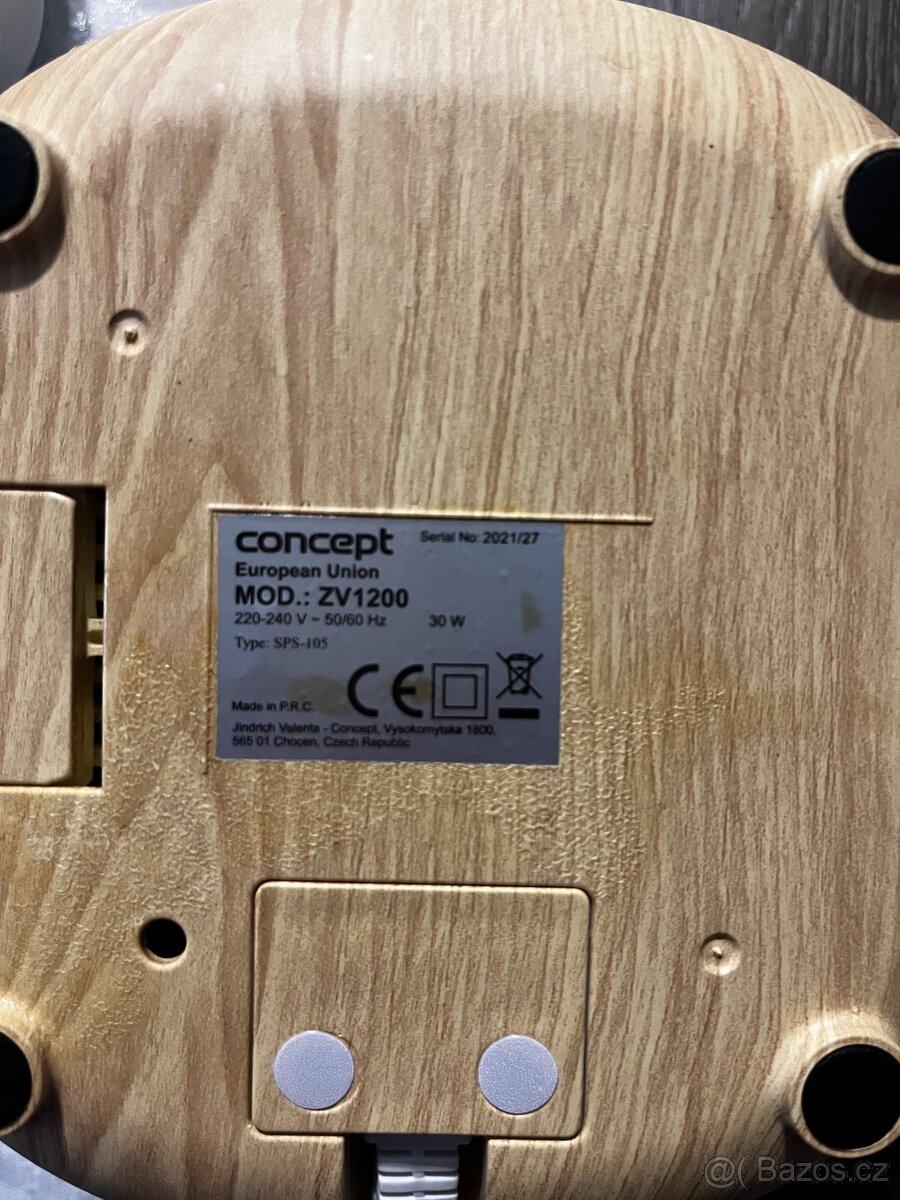 concept Serial No: 2021/27
European Union
MOD.: ZV1200
220-240 V ~ 50/60 Hz 30 W
Type: SPS-105
CE
Made in P.R.C.
Jindrich Valenta - Concept, Vysokomytska 1800,
565 01 Chocen, Czech Republic
@( Bazos.cz